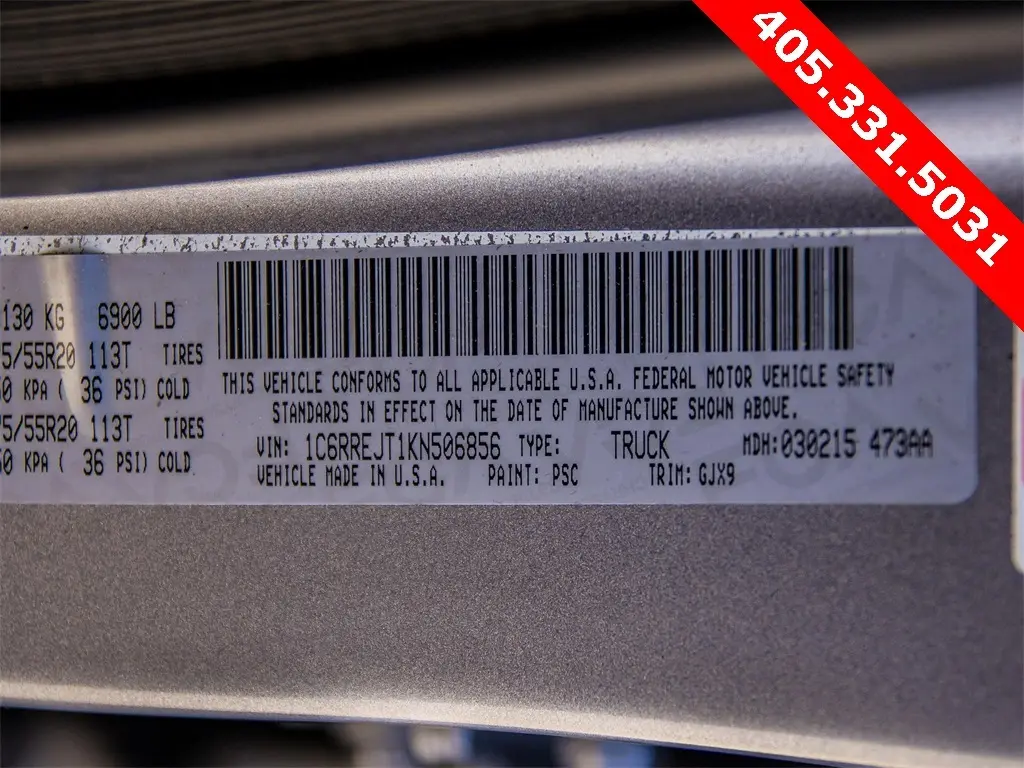 405.331.5031
130 KG 6900 LB
5/55R20 113T TIRES
0 KPA ( 36 PSI) COLD
5/55R20 113T TIRES
0 KPA ( 36 PSI) COLD
THIS VEHICLE CONFORMS TO ALL APPLICABLE U.S.A. FEDERAL MOTOR VEHICLE SAFETY
STANDARDS IN EFFECT ON THE DATE OF MANUFACTURE SHOWN ABOVE.
VIN: 1C6RREJT1KN506856 TYPE: TRUCK MDH: 030215 473AA
VEHICLE MADE IN U.S.A. PAINT: PSC TRIM: GJX9